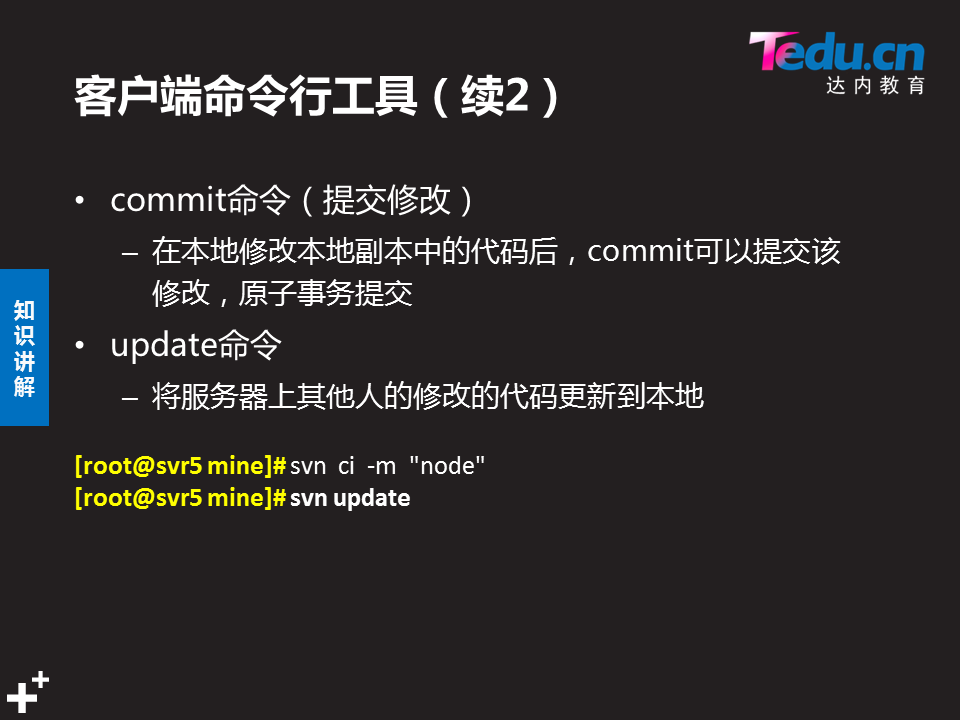 Tedu.cn
达内教育
客户端命令行工具（续2）
• commit命令（提交修改）
– 在本地修改本地副本中的代码后，commit可以提交该
修改，原子事务提交
• update命令
– 将服务器上其他人的修改的代码更新到本地
知
识
讲
解
[root@svr5 mine]# svn ci -m "node"
[root@svr5 mine]# svn update